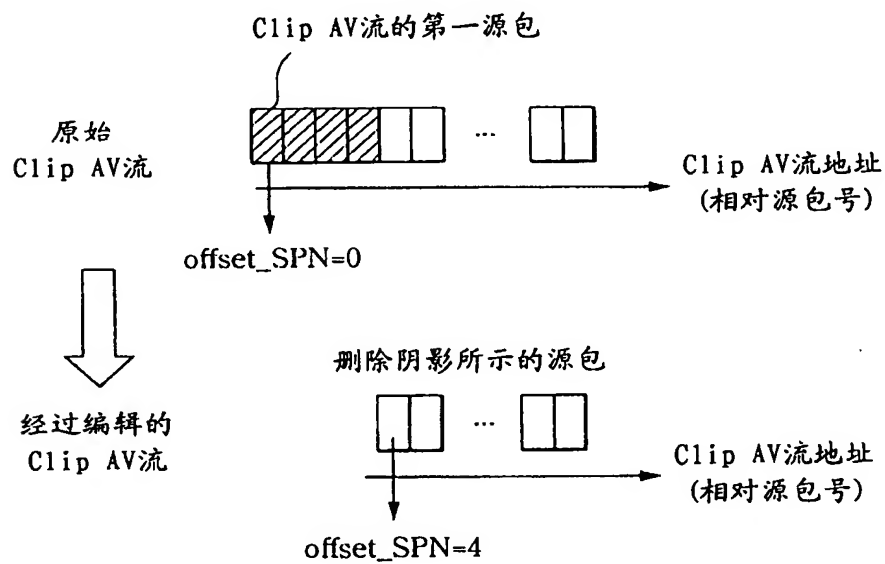 Clip AV流的第一源包
原始
Clip AV流
...
Clip AV流地址
(相对源包号)
offset_SPN=0
删除阴影所示的源包
经过编辑的
Clip AV流
...
Clip AV流地址
(相对源包号)
offset_SPN=4